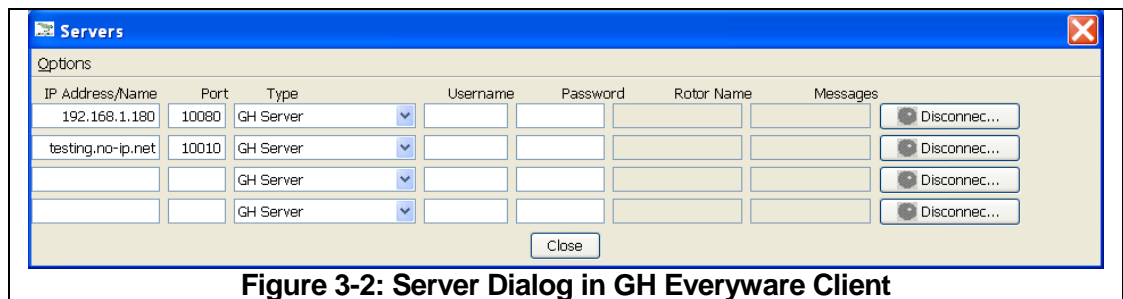 Servers
Options
IP Address/Name Port Type Username Password Rotor Name Messages
192.168.1.180 10080 GH Server Disconnec...
testing.no-ip.net 10010 GH Server Disconnec...
GH Server Disconnec...
GH Server Disconnec...
Close
Figure 3-2: Server Dialog in GH Everyware Client